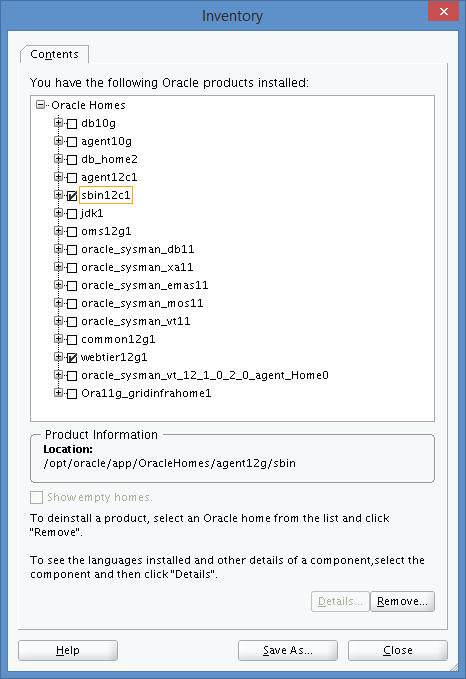 Inventory
Contents
You have the following Oracle products installed:
Oracle Homes
db10g
agent10g
db_home2
agent12c1
sbin12c1
jdk1
oms12g1
oracle_sysman_db11
oracle_sysman_xa11
oracle_sysman_emas11
oracle_sysman_mos11
oracle_sysman_vt11
common12g1
webtier12g1
oracle_sysman_vt_12_1_0_2_0_agent_Home0
Ora11g_gridinfrahome1
Product Information
Location:
/opt/oracle/app/OracleHomes/agent12g/sbin
Show empty homes.
To deinstall a product, select an Oracle home from the list and click
"Remove".
To see the languages installed and other details of a component,select the
component and then click "Details".
Details... Remove...
Help Save As... Close